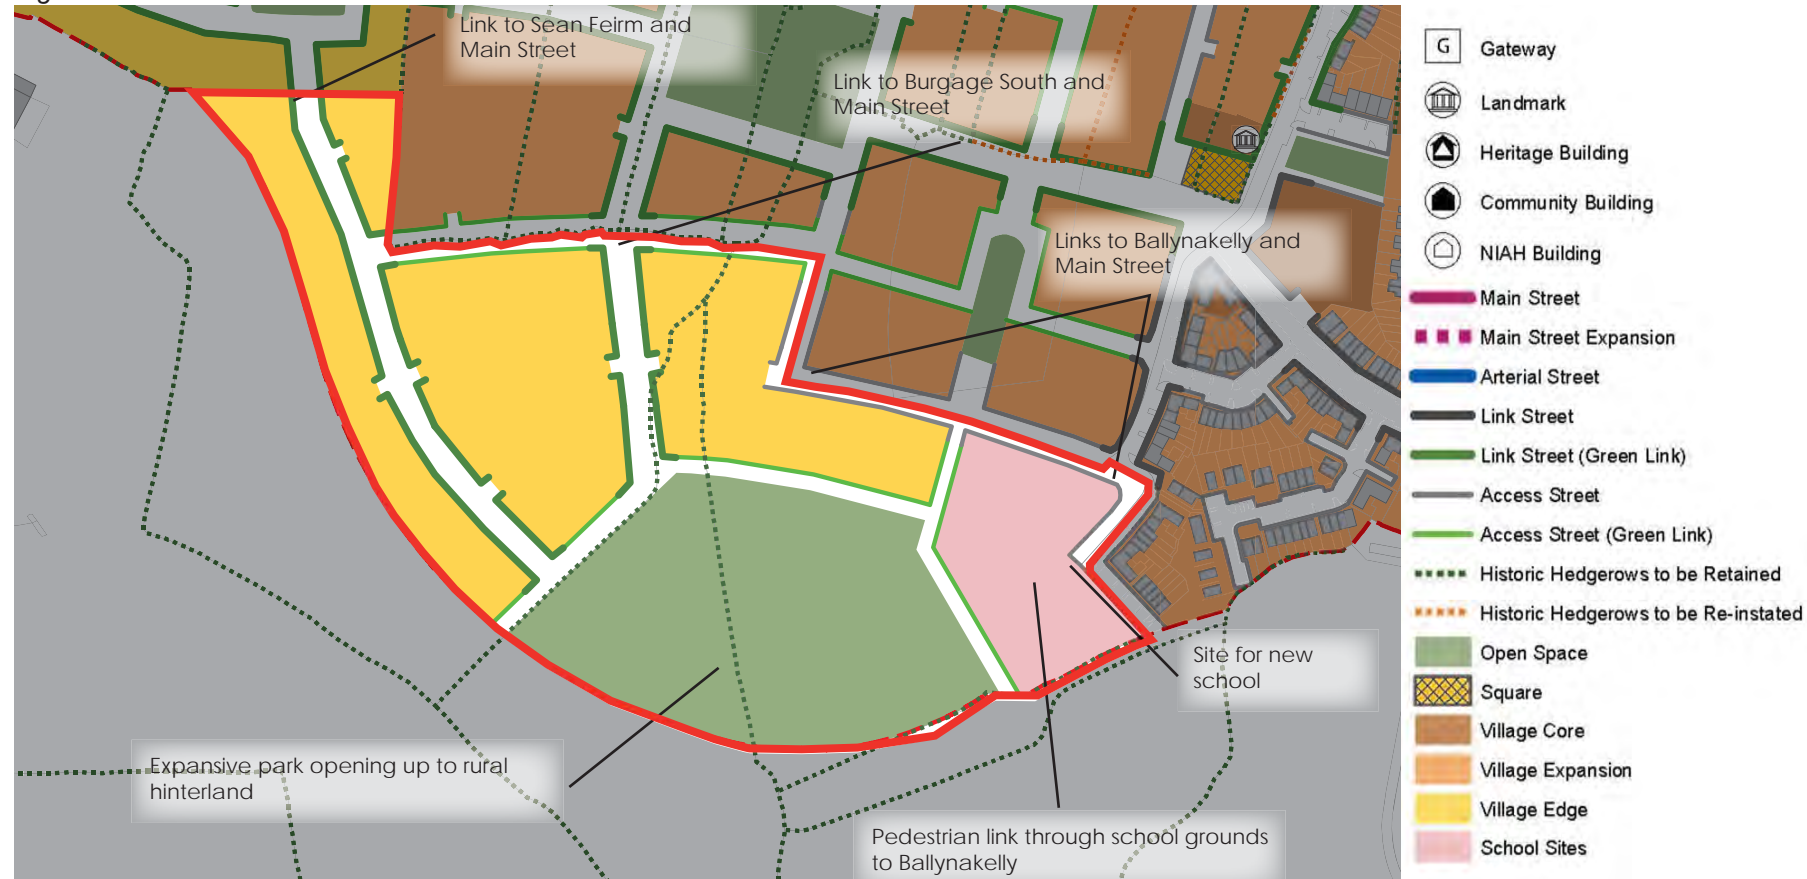 Link to Sean Feirm and
Main Street
Link to Burgage South and
Main Street
Links to Ballynakelly and
Main Street
Site for new
school
Expansive park opening up to rural
hinterland
Pedestrian link through school grounds
to Ballynakelly
G Gateway
Landmark
Heritage Building
Community Building
NIAH Building
Main Street
Main Street Expansion
Arterial Street
Link Street
Link Street (Green Link)
Access Street
Access Street (Green Link)
Historic Hedgerows to be Retained
Historic Hedgerows to be Re-instated
Open Space
Square
Village Core
Village Expansion
Village Edge
School Sites